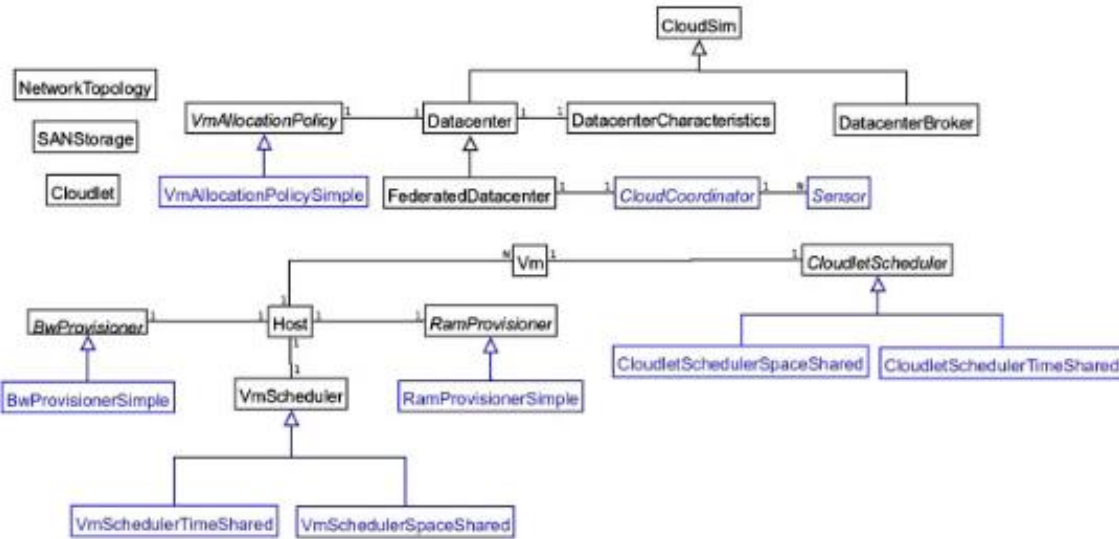 CloudSim
NetworkTopology
VmAllocationPolicy
1
1
Datacenter
1
1
DatacenterCharacteristics
DatacenterBroker
SANStorage
Cloudlet
VmAllocationPolicySimple
FederatedDatacenter
1
1
CloudCoordinator
1
N
Sensor
N
Vm
1
1
CloudletScheduler
1
BwProvisioner
1
1
Host
1
1
RamProvisioner
1
1
CloudletSchedulerSpaceShared
CloudletSchedulerTimeShared
BwProvisionerSimple
VmScheduler
RamProvisionerSimple
VmSchedulerTimeShared
VmSchedulerSpaceShared